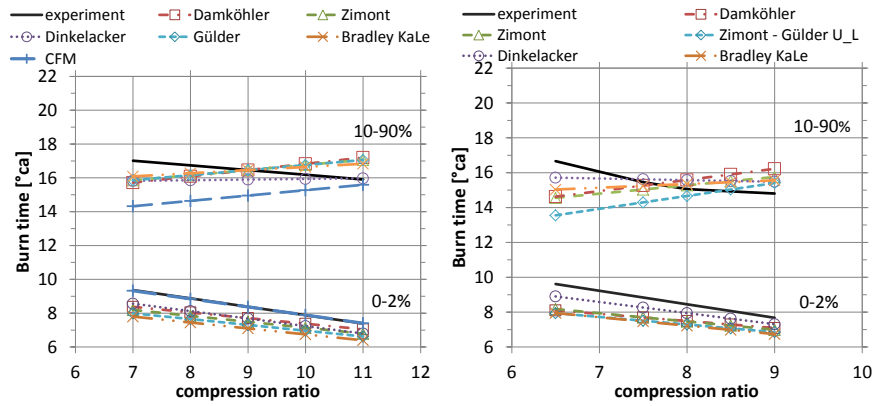 experiment Damköhler Zimont
Dinkelacker Gülder Bradley KaLe
CFM
22
20
18
16
14
12
10
8
6
10-90%
0-2%
6 7 8 9 10 11 12
Burn time [°ca]
compression ratio
experiment Damköhler
Zimont Zimont - Gülder U_L
Dinkelacker Bradley KaLe
22
20
18
16
14
12
10
8
6
10-90%
0-2%
6 7 8 9 10
Burn time [°ca]
compression ratio